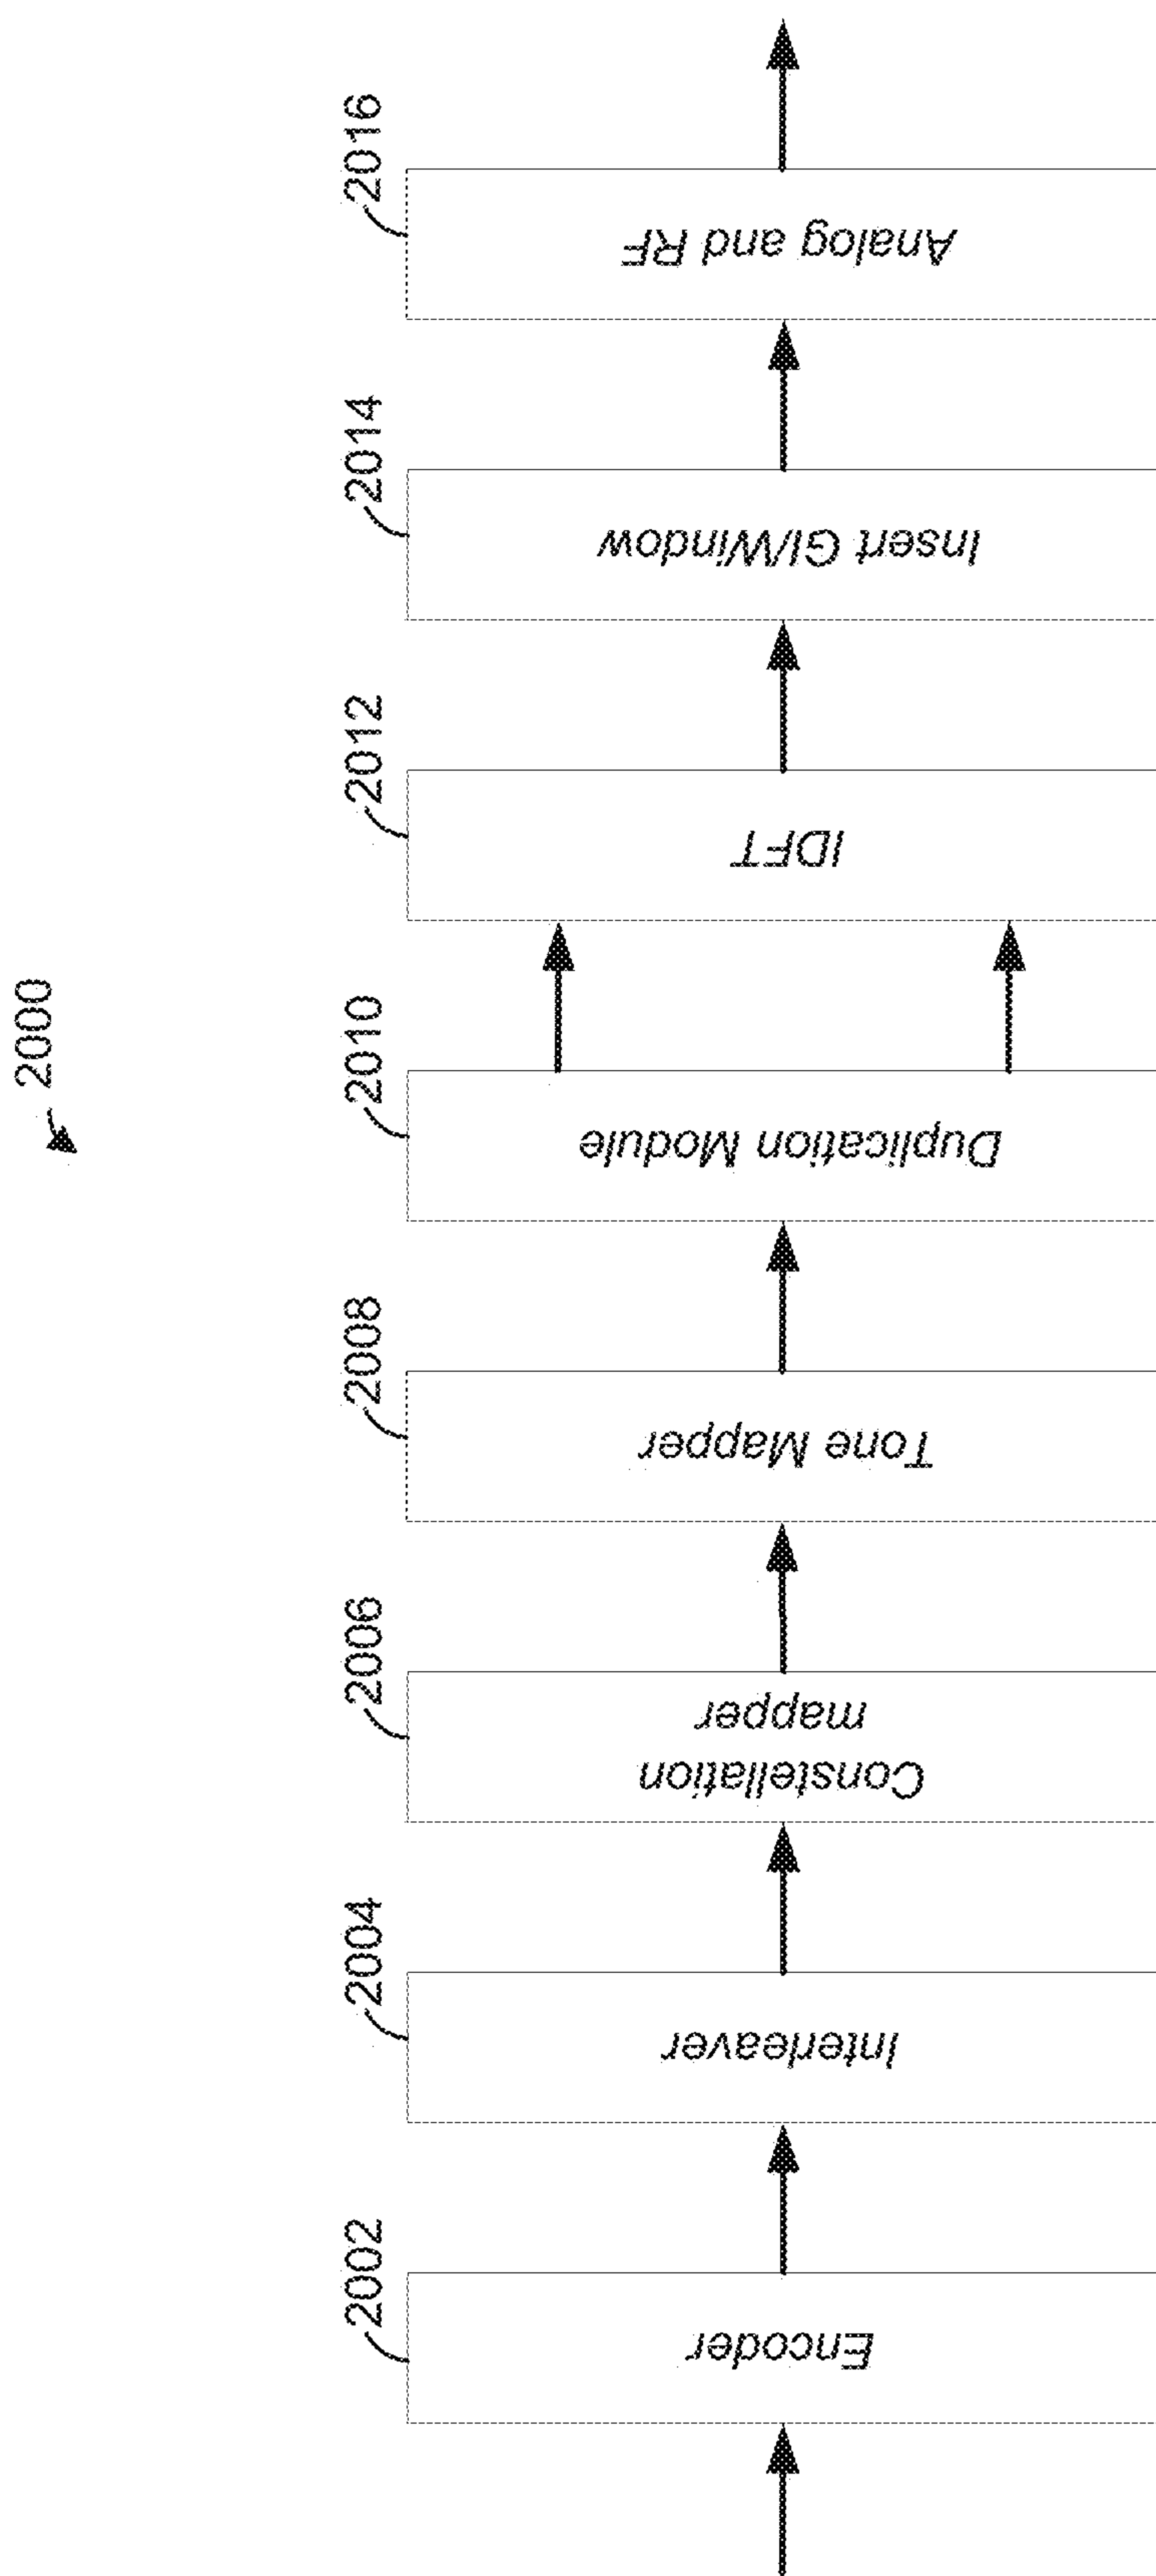 2000
2002
Encoder
2004
Interleaver
2006
Constellation
mapper
2008
Tone Mapper
2010
Duplication Module
2012
IDFT
2014
Insert GI/Window
2016
Analog and RF